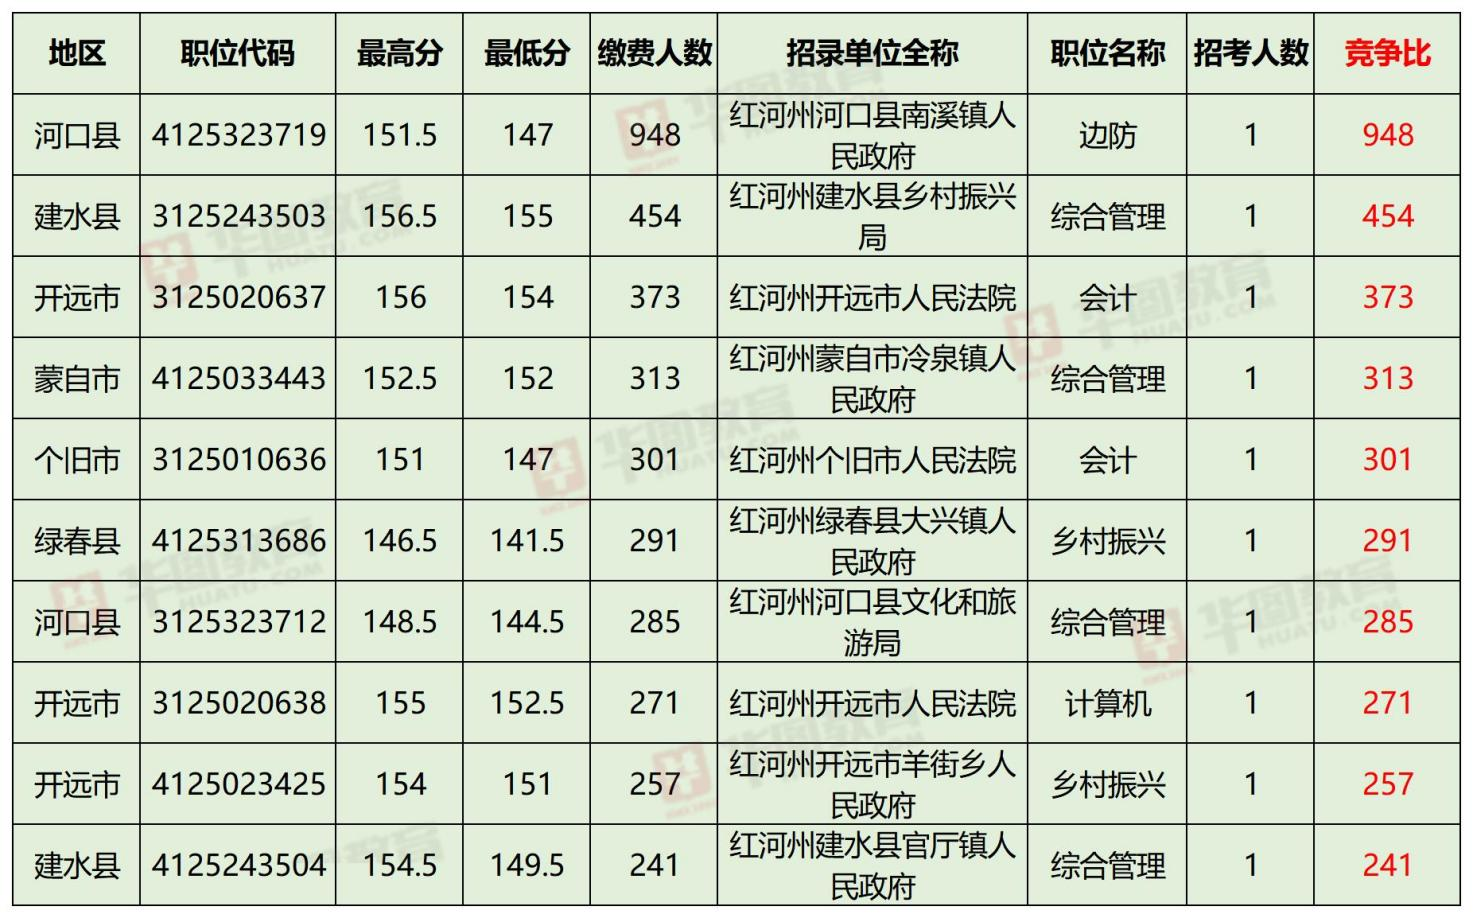 地区 职位代码 最高分 最低分 缴费人数 招录单位全称 职位名称 招考人数 竞争比
河口县 4125323719 151.5 147 948 红河州河口县南溪镇人民政府 边防 1 948
建水县 3125243503 156.5 155 454 红河州建水县乡村振兴局 综合管理 1 454
开远市 3125020637 156 154 373 红河州开远市人民法院 会计 1 373
蒙自市 4125033443 152.5 152 313 红河州蒙自市冷泉镇人民政府 综合管理 1 313
个旧市 3125010636 151 147 301 红河州个旧市人民法院 会计 1 301
绿春县 4125313686 146.5 141.5 291 红河州绿春县大兴镇人民政府 乡村振兴 1 291
河口县 3125323712 148.5 144.5 285 红河州河口县文化和旅游局 综合管理 1 285
开远市 3125020638 155 152.5 271 红河州开远市人民法院 计算机 1 271
开远市 4125023425 154 151 257 红河州开远市羊街乡人民政府 乡村振兴 1 257
建水县 4125243504 154.5 149.5 241 红河州建水县官厅镇人民政府 综合管理 1 241
华图教育
HUATU.COM